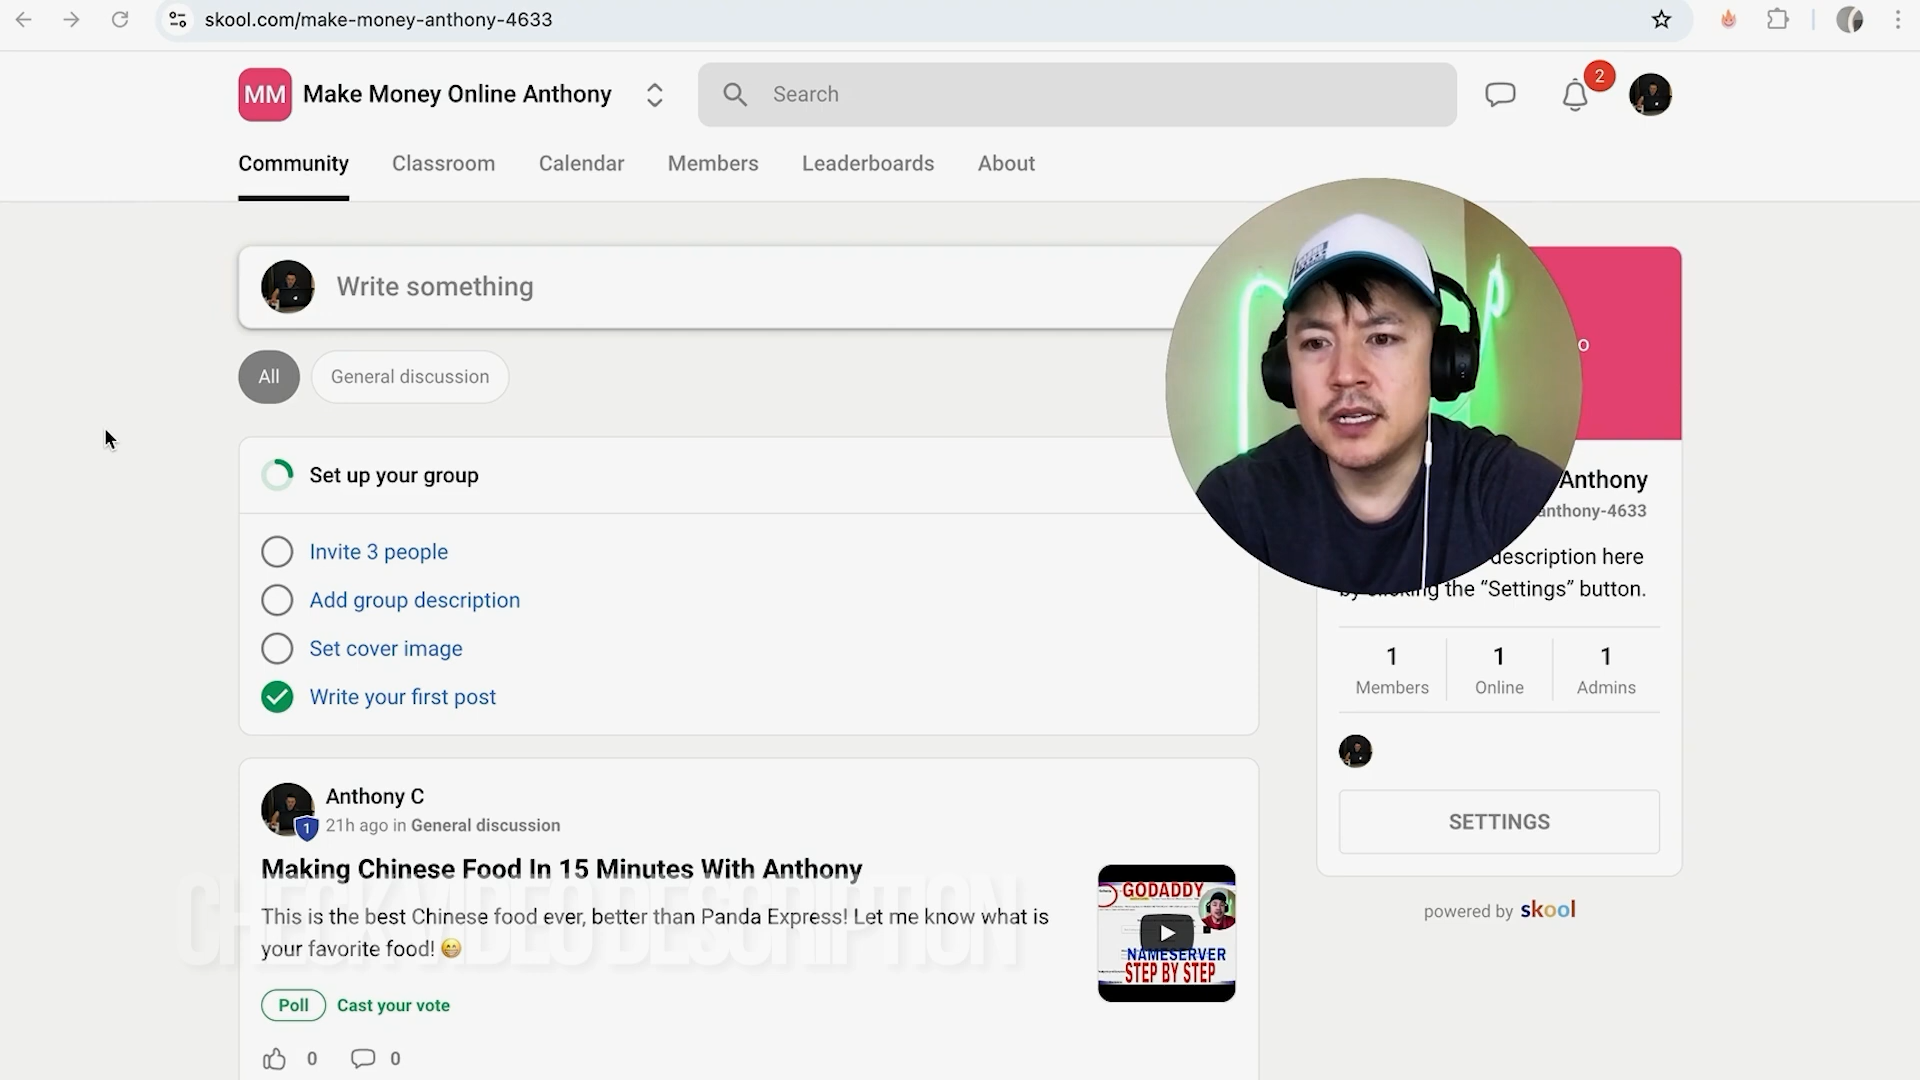 skool.com/make-money-anthony-4633
MM Make Money Online Anthony
Search
2
Community Classroom Calendar Members Leaderboards About
Write something
All General discussion
Set up your group
Invite 3 people
Add group description
Set cover image
Write your first post
Anthony C
1 21h ago in General discussion
Making Chinese Food In 15 Minutes With Anthony
This is the best Chinese food ever, better than Panda Express! Let me know what is
your favorite food! 😁
CHECK VIDEO DESCRIPTION
Poll Cast your vote
0 0
GODADDY
NAMESERVER
STEP BY STEP
o
Anthony
anthony-4633
description here
by clicking the “Settings” button.
1 1 1
Members Online Admins
SETTINGS
powered by skool